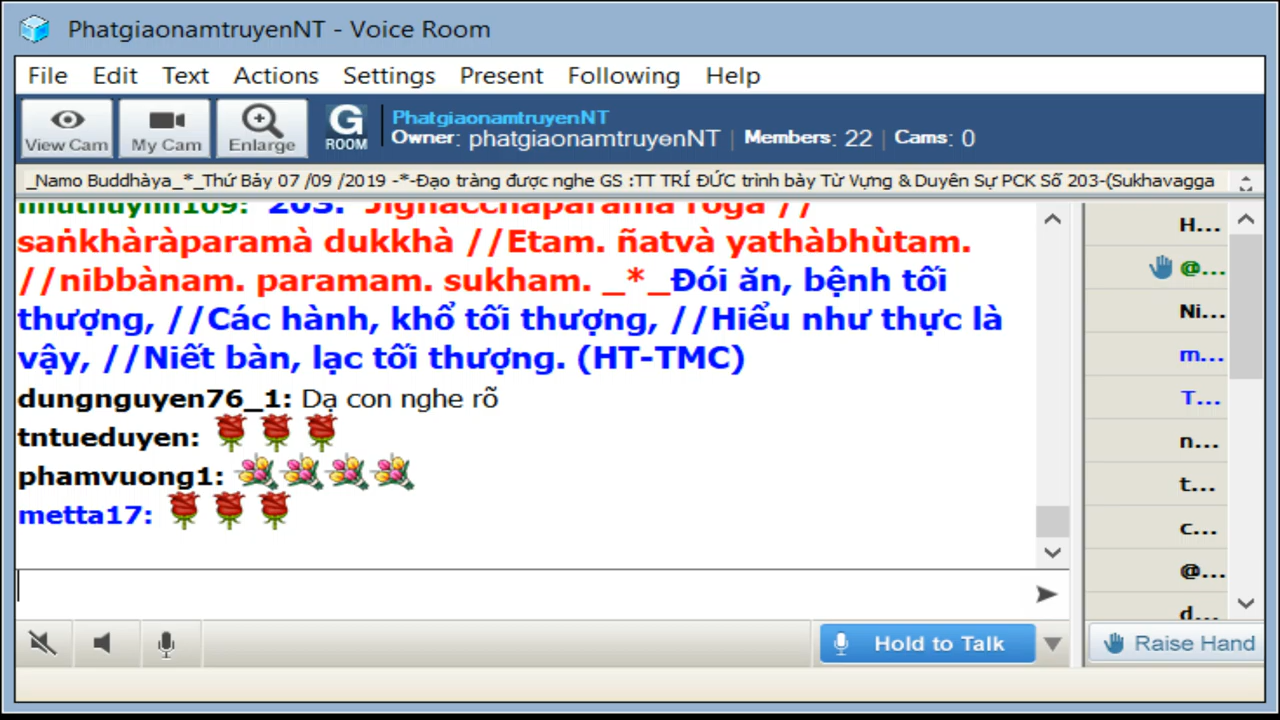 PhatgiaonamtruyenNT - Voice Room
File Edit Text Actions Settings Present Following Help
View Cam My Cam Enlarge G ROOM
PhatgiaonamtruyenNT
Owner: phatgiaonamtruyenNT | Members: 22 | Cams: 0
_Namo Buddhàya_*_Thứ Bảy 07 /09 /2019 -*-Đạo tràng được nghe GS :TT TRÍ ĐỨC trình bày Từ Vựng & Duyên Sự PCK Số 203-(Sukhavagga
203. Jighacchàparamà rogà //
saṅkhàràparamà dukkhà //Etam. ñatvà yathàbhùtam.
//nibbànam. paramam. sukham. _*_Đói ăn, bệnh tối
thượng, //Các hành, khổ tối thượng, //Hiểu như thực là
vậy, //Niết bàn, lạc tối thượng. (HT-TMC)
dungnguyen76_1: Dạ con nghe rõ
tntueduyen:
phamvuong1:
metta17:
H...
@...
Ni...
m...
T...
n...
t...
c...
@...
d...
Hold to Talk
Raise Hand